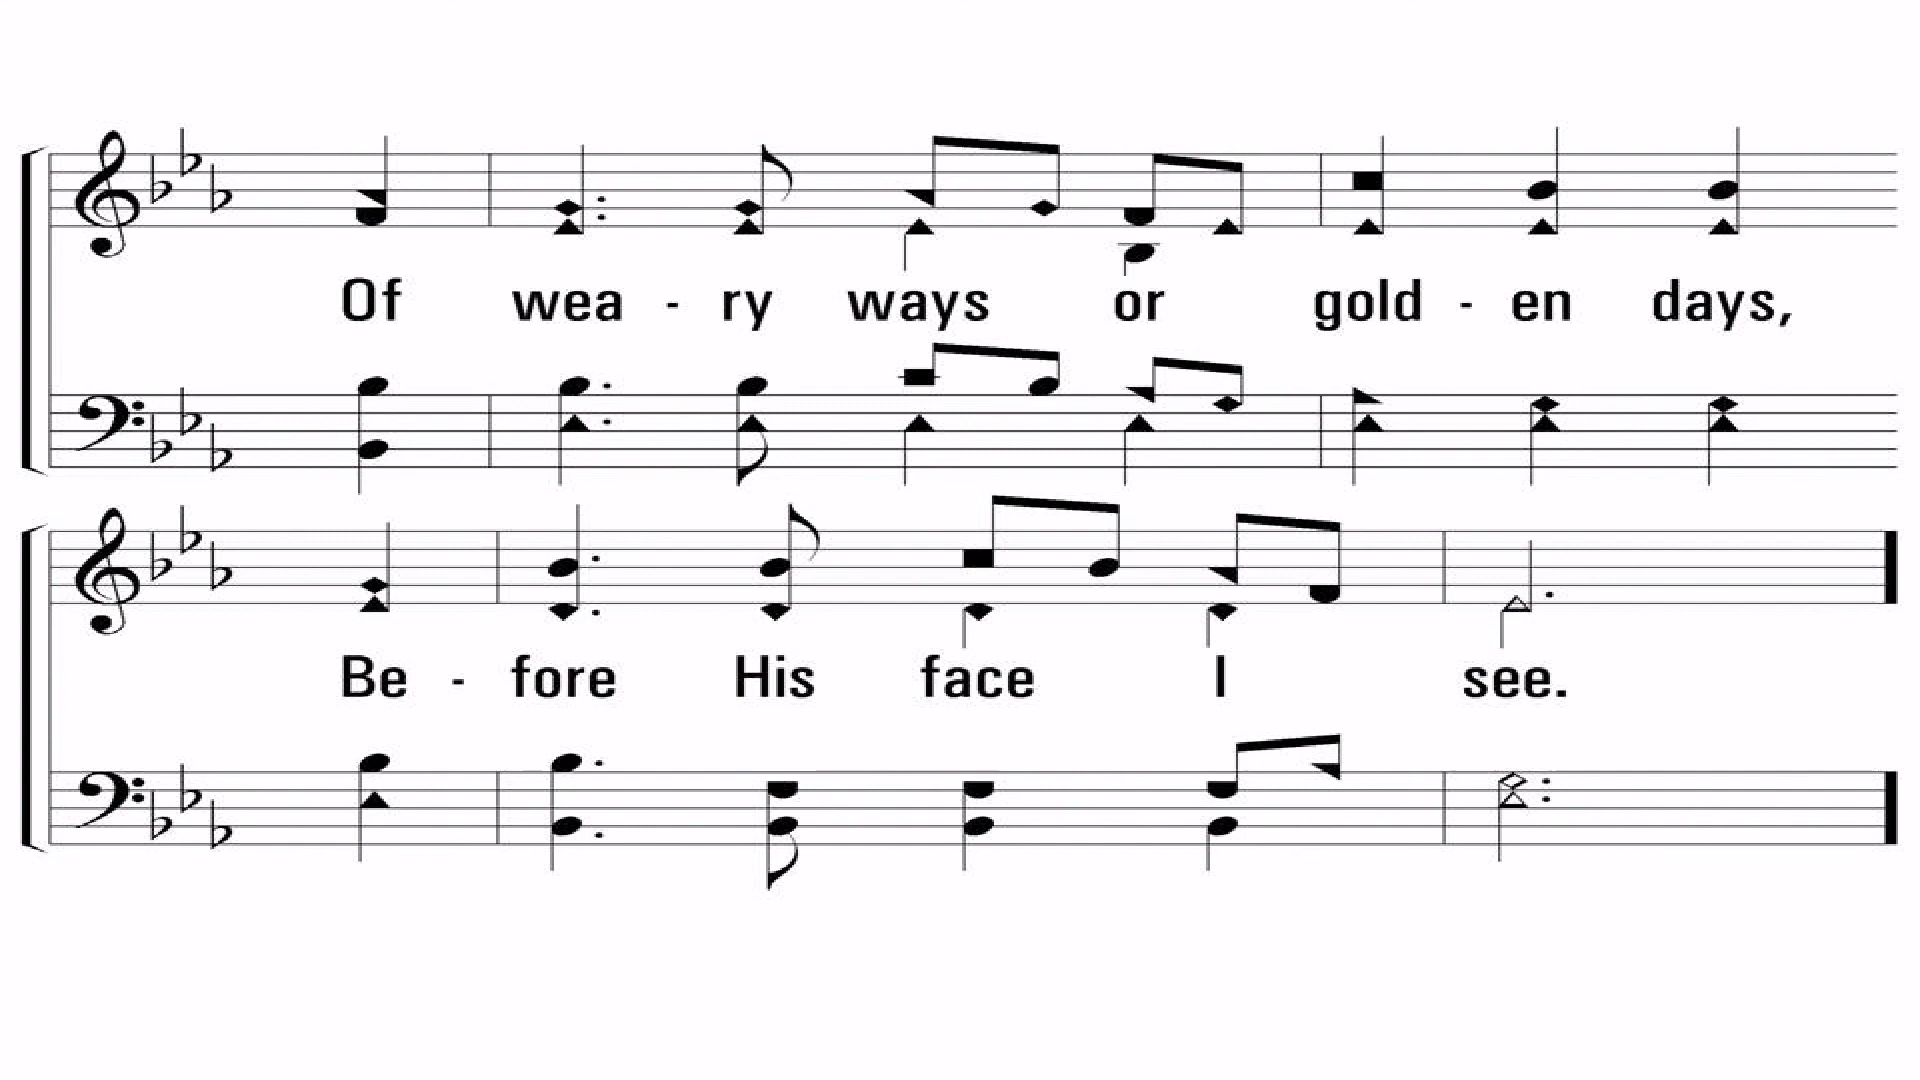 Of wea - ry ways or gold - en days,
Be - fore His face I see.